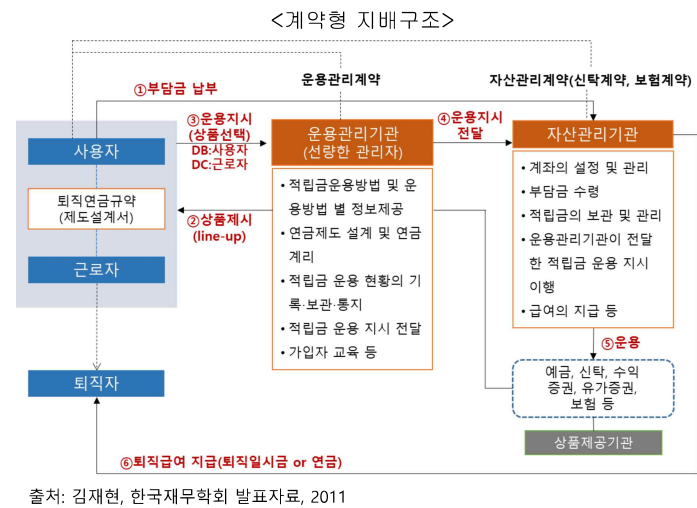 <계약형 지배구조>
운용관리계약
자산관리계약(신탁계약, 보험계약)
①부담금 납부
③운용지시
(상품선택)
DB:사용자
DC:근로자
④운용지시
전달
사용자
운용관리기관
(선량한 관리자)
자산관리기관
퇴직연금규약
(제도설계서)
②상품제시
(line-up)
근로자
• 적립금운용방법 및 운
용방법 별 정보제공
• 연금제도 설계 및 연금
계리
• 적립금 운용 현황의 기
록·보관·통지
• 적립금 운용 지시 전달
• 가입자 교육 등
• 계좌의 설정 및 관리
• 부담금 수령
• 적립금의 보관 및 관리
• 운용관리기관이 전달
한 적립금 운용 지시
이행
• 급여의 지급 등
⑤운용
퇴직자
예금, 신탁, 수익
증권, 유가증권,
보험 등
상품제공기관
⑥퇴직급여 지급(퇴직일시금 or 연금)
출처: 김재현, 한국재무학회 발표자료, 2011